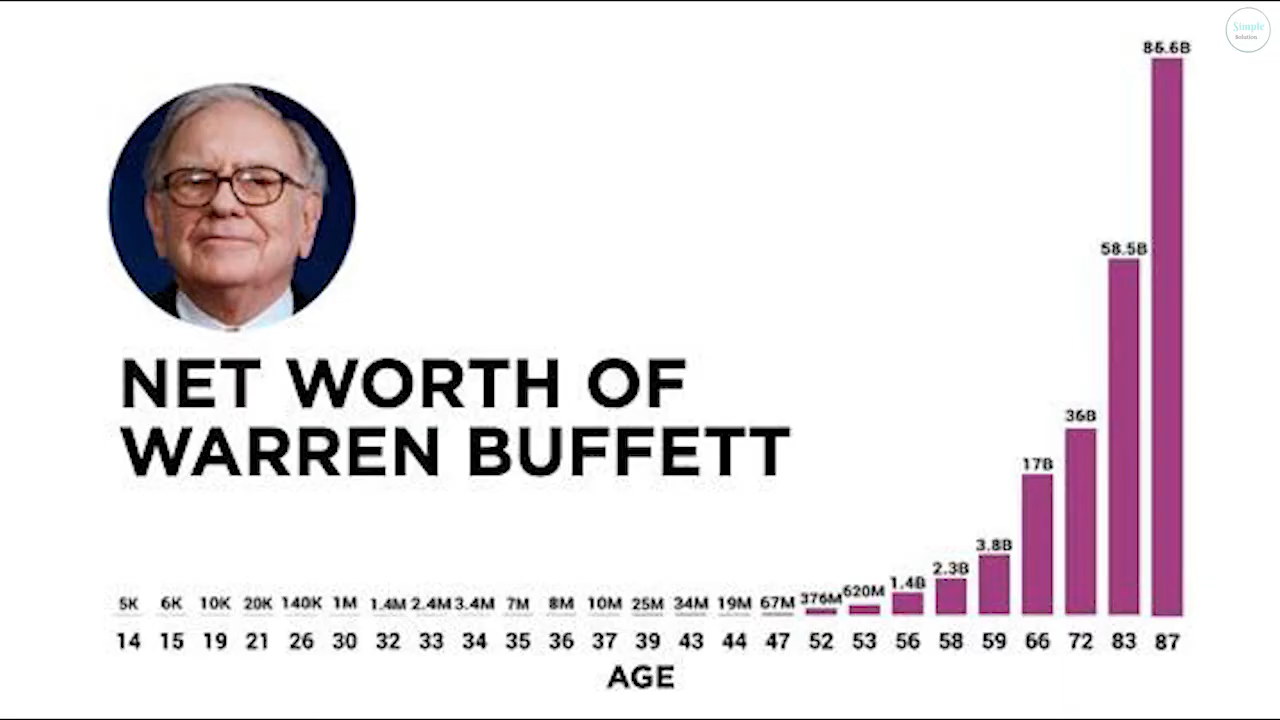 Simple
Solution
86.6B
58.5B
36B
17B
3.8B
2.3B
1.4B
620M
376M
NET WORTH OF
WARREN BUFFETT
5K 6K 10K 20K 140K 1M 1.4M 2.4M 3.4M 7M 8M 10M 25M 34M 19M 67M
14 15 19 21 26 30 32 33 34 35 36 37 39 43 44 47 52 53 56 58 59 66 72 83 87
AGE